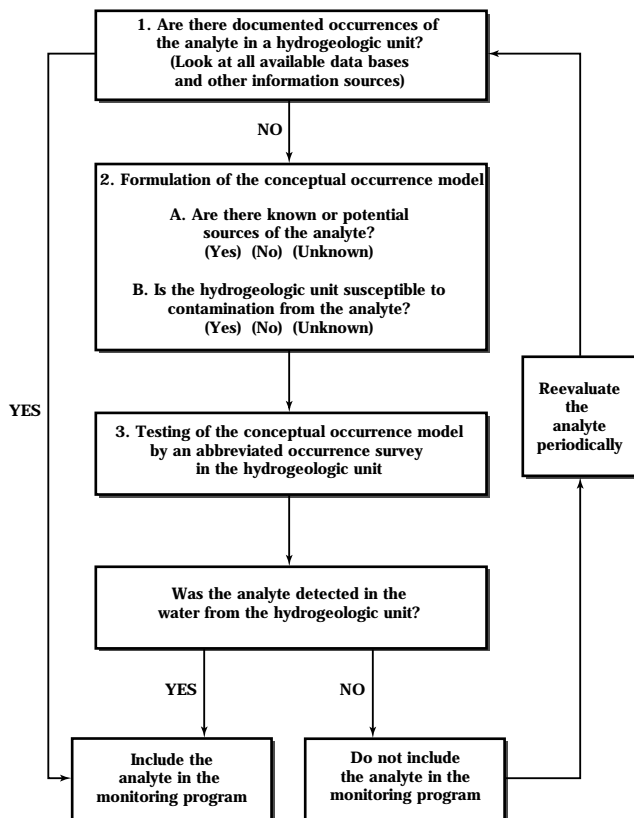 1. Are there documented occurrences of
the analyte in a hydrogeologic unit?
(Look at all available data bases
and other information sources)
NO
2. Formulation of the conceptual occurrence model
A. Are there known or potential
sources of the analyte?
(Yes) (No) (Unknown)
B. Is the hydrogeologic unit susceptible to
contamination from the analyte?
(Yes) (No) (Unknown)
YES
Reevaluate
the
analyte
periodically
3. Testing of the conceptual occurrence model
by an abbreviated occurrence survey
in the hydrogeologic unit
Was the analyte detected in the
water from the hydrogeologic unit?
YES
NO
Include the
analyte in the
monitoring program
Do not include
the analyte in the
monitoring program